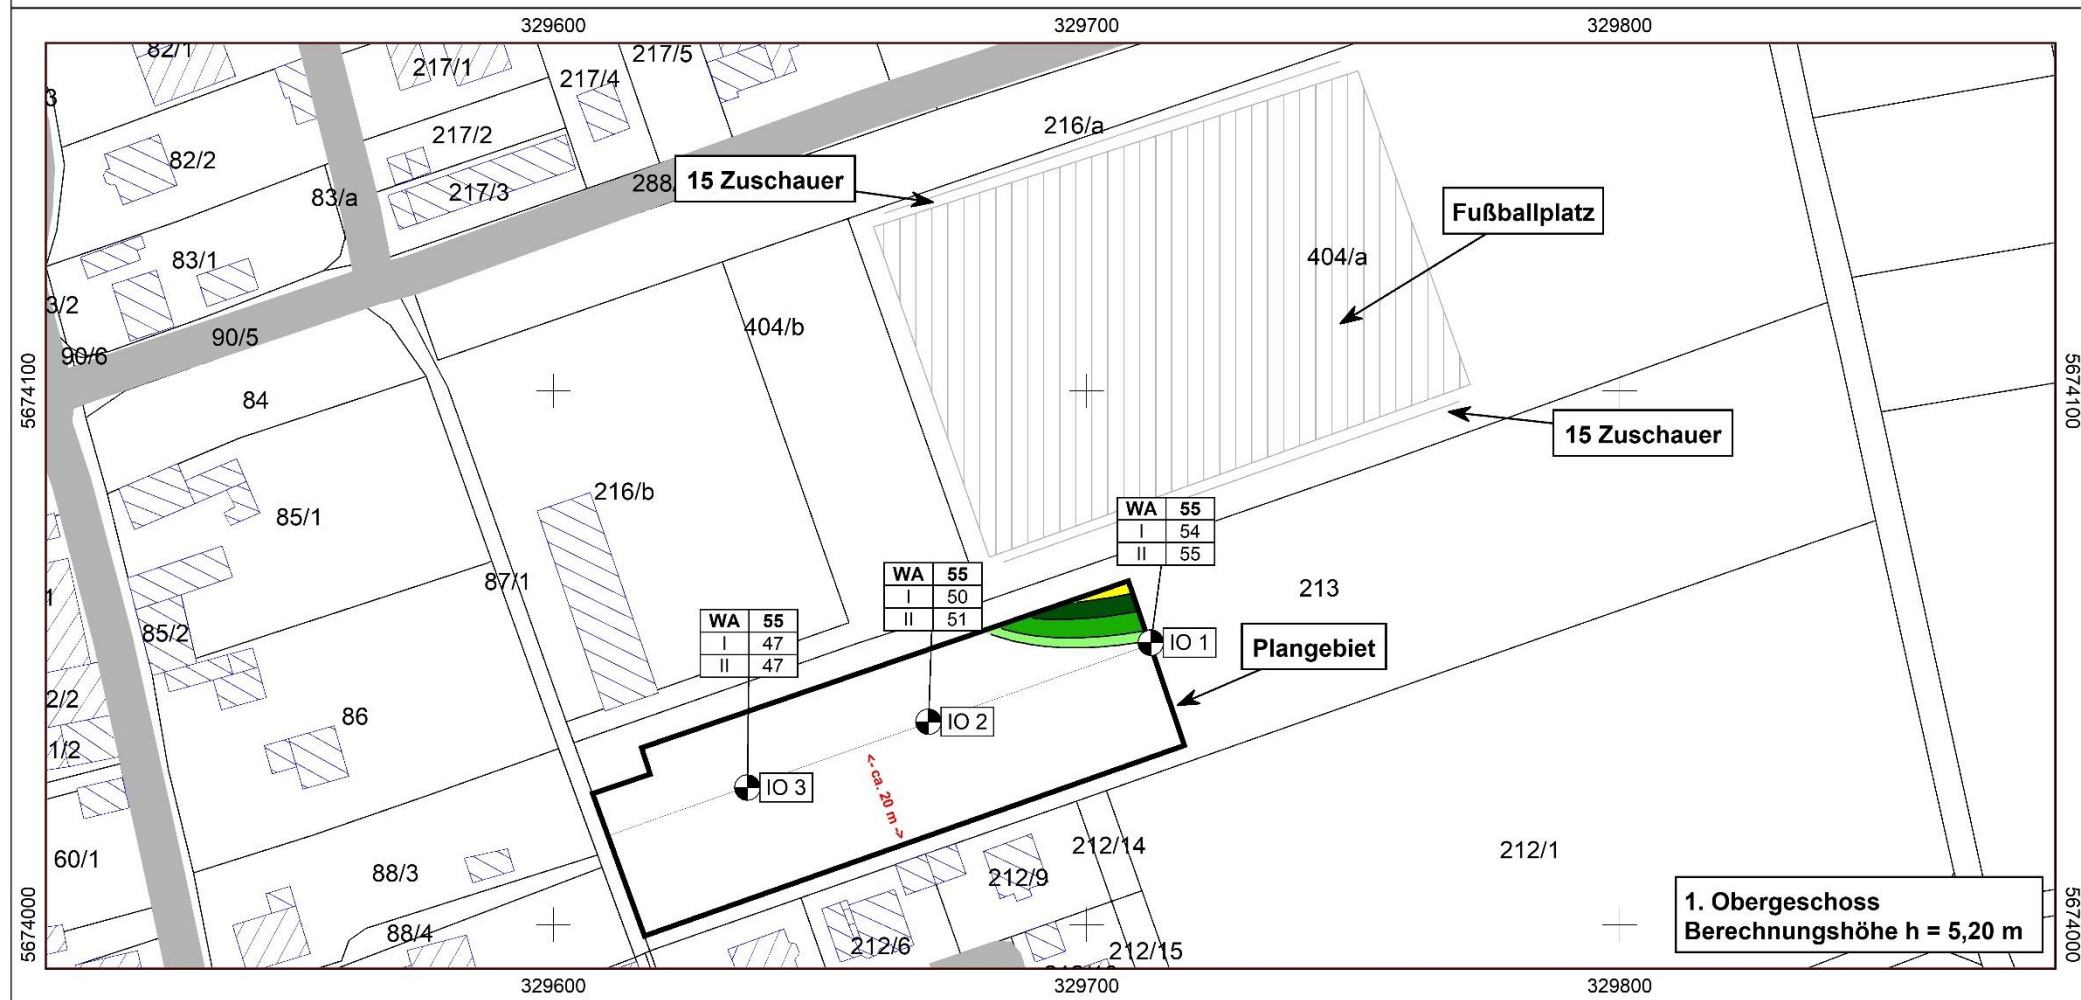 329600
329700
329800
82/1
217/1
217/4
217/5
3
82/2
217/2
216/a
15 Zuschauer
288/
217/3
83/a
Fußballplatz
83/1
404/a
3/2
90/5
404/b
90/6
5674100
5674100
84
15 Zuschauer
216/b
85/1
WA 55
I 54
II 55
87/1
WA 55
I 50
II 51
213
1
85/2
WA 55
I 47
II 47
IO 1
Plangebiet
2/2
86
IO 2
1/2
IO 3
<- ca. 20 m ->
60/1
88/3
212/14
212/9
212/1
5674000
5674000
1. Obergeschoss
Berechnungshöhe h = 5,20 m
88/4
212/6
212/15
329600
329700
329800